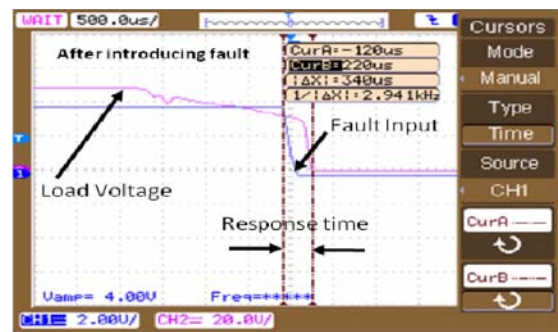 WAIT 500.0us/
After introducing fault
CurA=-120us
CurB=220us
|ΔX|=340us
1/|ΔX|=2.941kHz
Fault Input
Load Voltage
Response time
Vamp= 4.00V Freq=*****
CH1= 2.00V/ CH2= 20.0V/
Cursors
Mode
Manual
Type
Time
Source
CH1
CurA
CurB